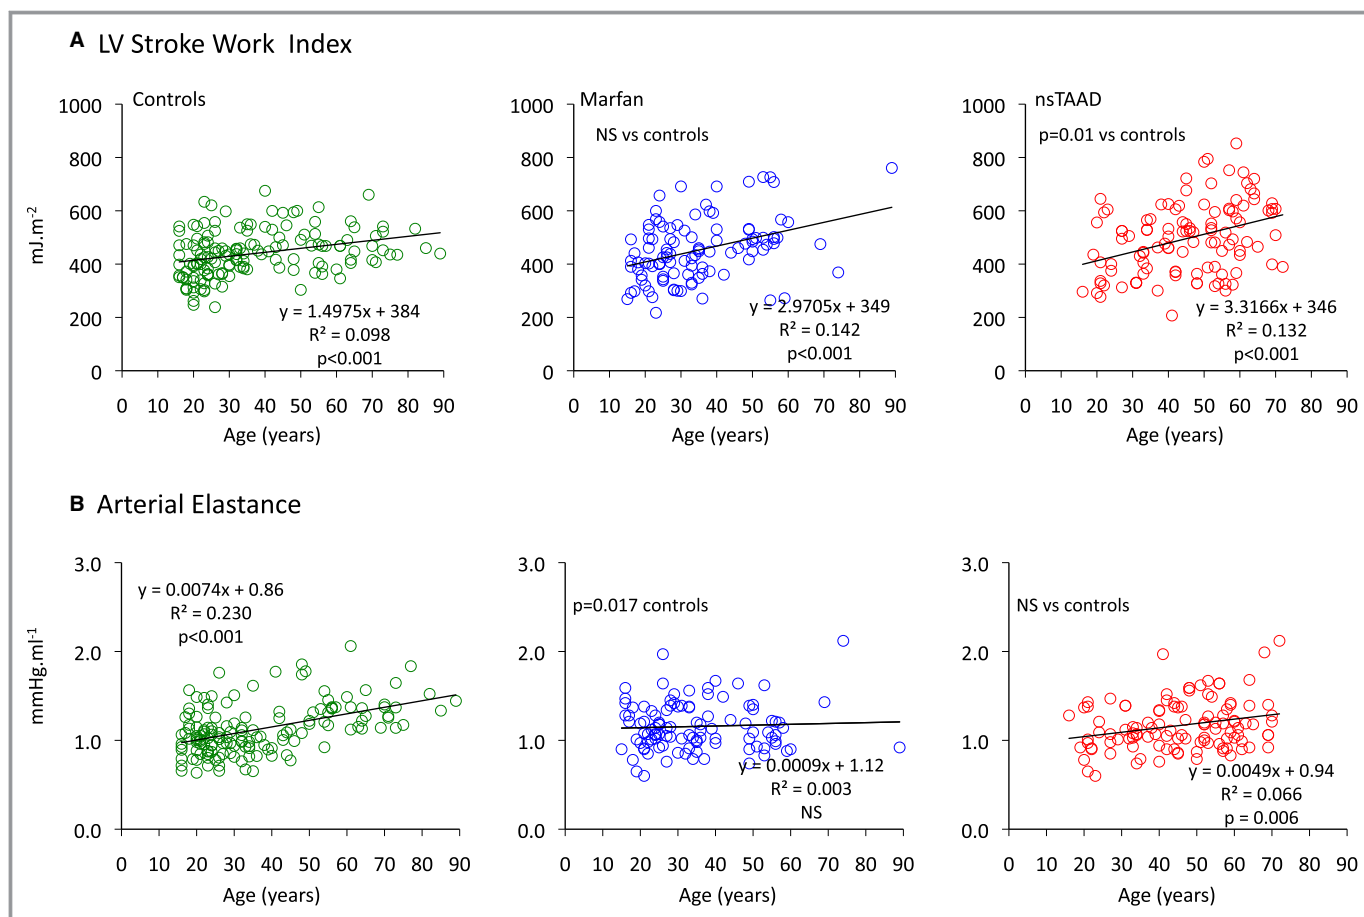 A LV Stroke Work Index
Controls
Marfan
nsTAAD
NS vs controls
p=0.01 vs controls
mJ.m⁻²
1000
800
600
400
200
0
y = 1.4975x + 384
R² = 0.098
p<0.001
0 10 20 30 40 50 60 70 80 90
Age (years)
1000
800
600
400
200
0
y = 2.9705x + 349
R² = 0.142
p<0.001
0 10 20 30 40 50 60 70 80 90
Age (years)
1000
800
600
400
200
0
y = 3.3166x + 346
R² = 0.132
p<0.001
0 10 20 30 40 50 60 70 80 90
Age (years)
B Arterial Elastance
mmHg.ml⁻¹
3.0
2.0
1.0
0.0
y = 0.0074x + 0.86
R² = 0.230
p<0.001
0 10 20 30 40 50 60 70 80 90
Age (years)
3.0
2.0
1.0
0.0
p=0.017 controls
y = 0.0009x + 1.12
R² = 0.003
NS
0 10 20 30 40 50 60 70 80 90
Age (years)
3.0
2.0
1.0
0.0
NS vs controls
y = 0.0049x + 0.94
R² = 0.066
p = 0.006
0 10 20 30 40 50 60 70 80 90
Age (years)